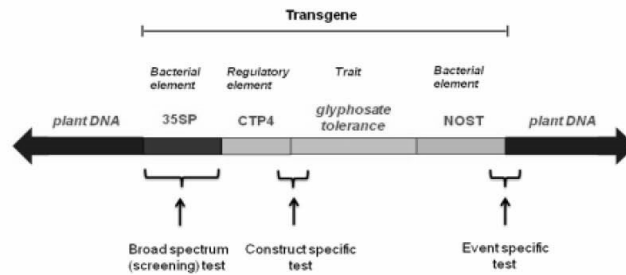 Transgene
Bacterial element
Regulatory element
Trait
Bacterial element
plant DNA
35SP
CTP4
glyphosate tolerance
NOST
plant DNA
Broad spectrum
(screening) test
Construct specific
test
Event specific
test